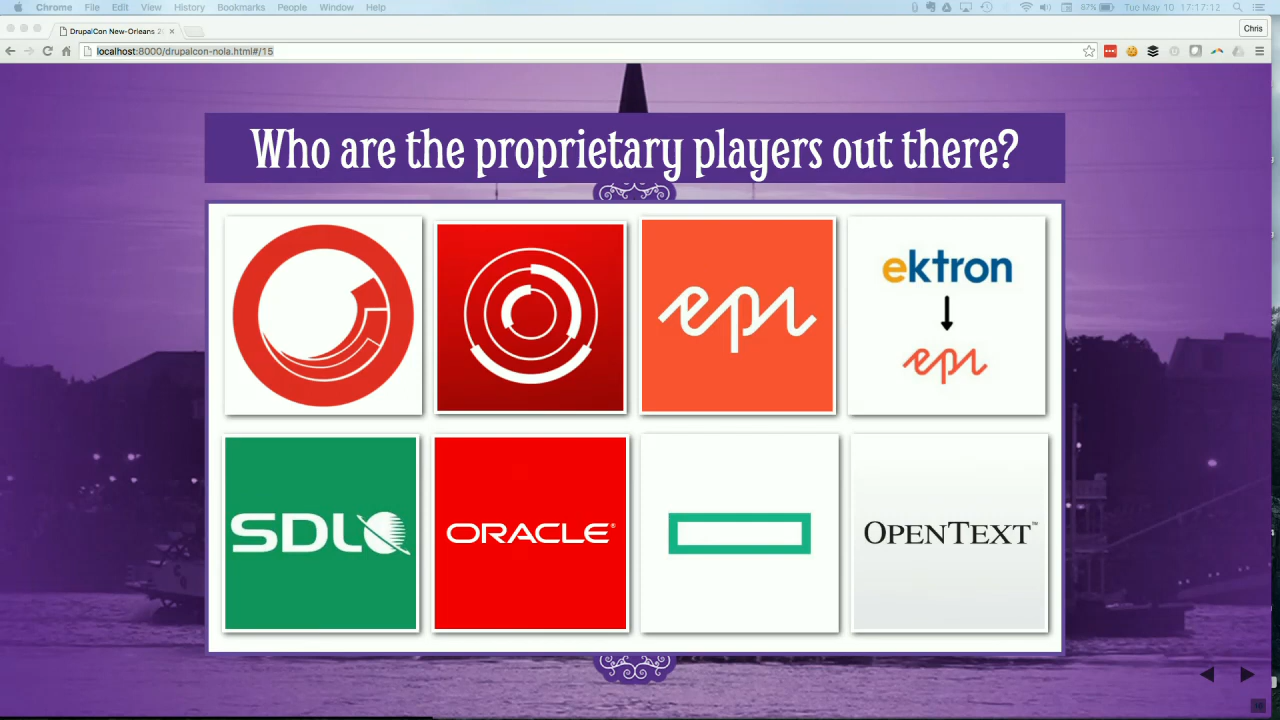 Chrome File Edit View History Bookmarks People Window Help 87% Tue May 10 17:17:12
DrupalCon New-Orleans 2
Chris
localhost:8000/drupalcon-nola.html#/15
Who are the proprietary players out there?
epi
ektron
epi
SDL
ORACLE®
OPENTEXT™